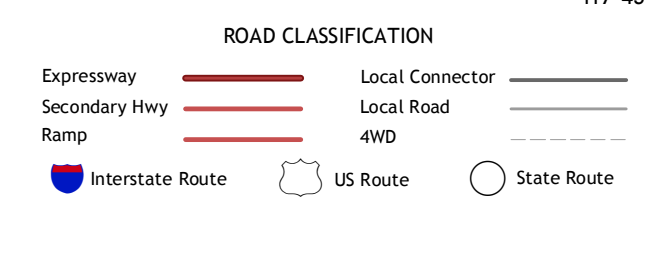 ROAD CLASSIFICATION
Expressway
Local Connector
Secondary Hwy
Local Road
Ramp
4WD
Interstate Route
US Route
State Route